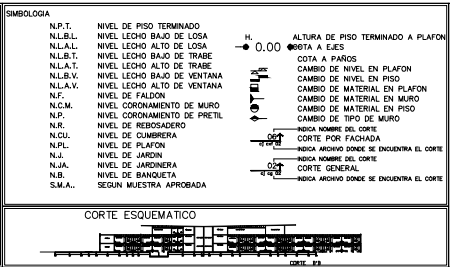 SIMBOLOGIA
N.P.T. NIVEL DE PISO TERMINADO
N.L.B.L. NIVEL LECHO BAJO DE LOSA
N.L.A.L. NIVEL LECHO ALTO DE LOSA
N.L.B.T. NIVEL LECHO BAJO DE TRABE
N.L.A.T. NIVEL LECHO ALTO DE TRABE
N.L.B.V. NIVEL LECHO BAJO DE VENTANA
N.L.A.V. NIVEL LECHO ALTO DE VENTANA
N.F. NIVEL DE FALDON
N.C.M. NIVEL CORONAMIENTO DE MURO
N.P. NIVEL CORONAMIENTO DE PRETIL
N.R. NIVEL DE REBOSADERO
N.CU. NIVEL DE CUMBRERA
N.PL. NIVEL DE PLAFON
N.J. NIVEL DE JARDIN
N.JA. NIVEL DE JARDINERA
N.B. NIVEL DE BANQUETA
S.M.A.. SEGUN MUESTRA APROBADA
H. ALTURA DE PISO TERMINADO A PLAFON
0.00 COTA A EJES
COTA A PAÑOS
CAMBIO DE NIVEL EN PLAFON
CAMBIO DE NIVEL EN PISO
CAMBIO DE MATERIAL EN PLAFON
CAMBIO DE MATERIAL EN MURO
CAMBIO DE MATERIAL EN PISO
CAMBIO DE TIPO DE MURO
INDICA NOMBRE DEL CORTE
CORTE POR FACHADA
INDICA ARCHIVO DONDE SE ENCUENTRA EL CORTE
INDICA NOMBRE DEL CORTE
02
CORTE GENERAL
INDICA ARCHIVO DONDE SE ENCUENTRA EL CORTE
CORTE ESQUEMATICO
CORTE